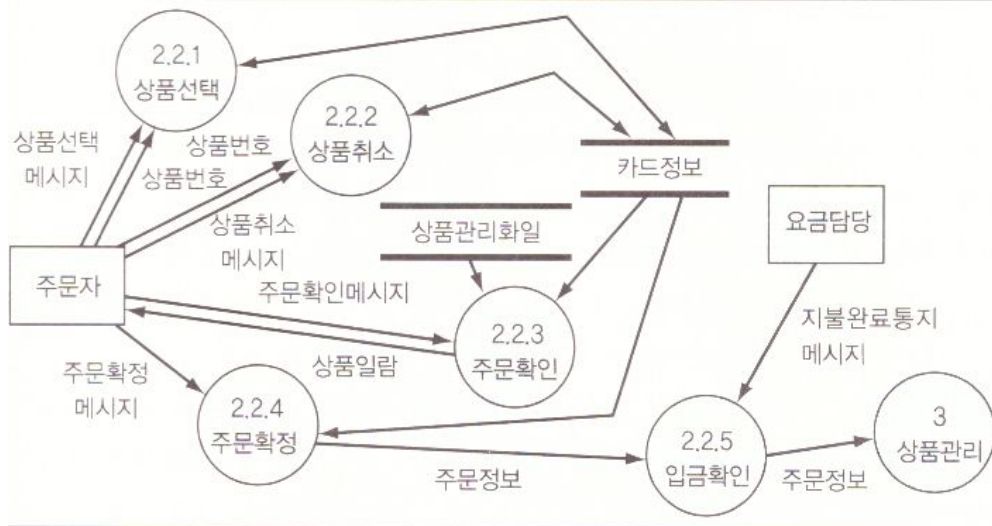 2.2.1
상품선택
2.2.2
상품취소
상품선택
메시지
상품번호
상품번호
카드정보
상품취소
메시지
상품관리화일
요금담당
주문자
주문확인메시지
2.2.3
주문확인
상품일람
지불완료통지
메시지
주문확정
메시지
2.2.4
주문확정
주문정보
2.2.5
입금확인
주문정보
3
상품관리